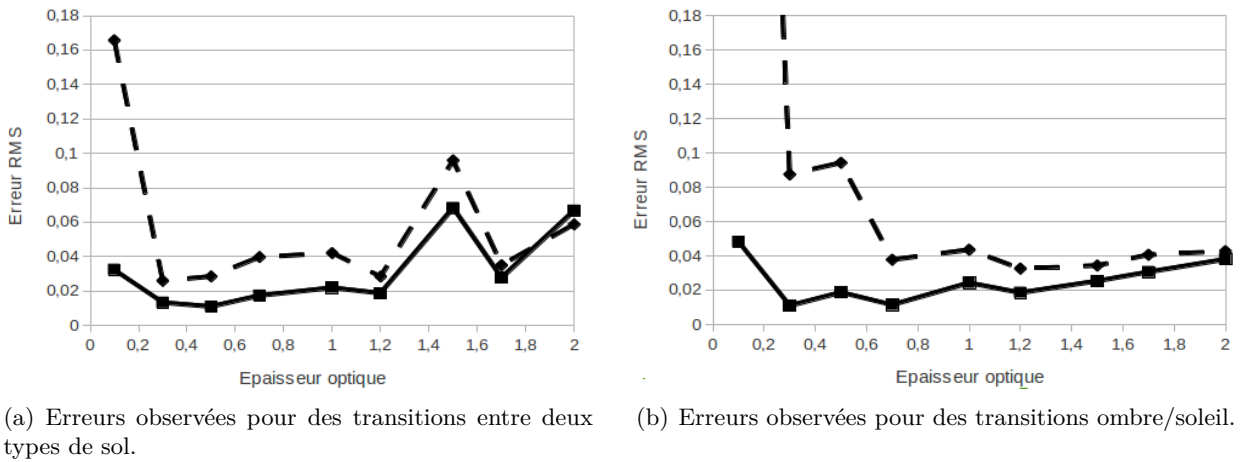 0,18
0,16
0,14
0,12
0,1
0,08
0,06
0,04
0,02
0
Erreur RMS
0 0,2 0,4 0,6 0,8 1 1,2 1,4 1,6 1,8 2
Epaisseur optique
(a) Erreurs observées pour des transitions entre deux
types de sol.
0,18
0,16
0,14
0,12
0,1
0,08
0,06
0,04
0,02
0
Erreur RMS
0 0,2 0,4 0,6 0,8 1 1,2 1,4 1,6 1,8 2
Epaisseur optique
(b) Erreurs observées pour des transitions ombre/soleil.